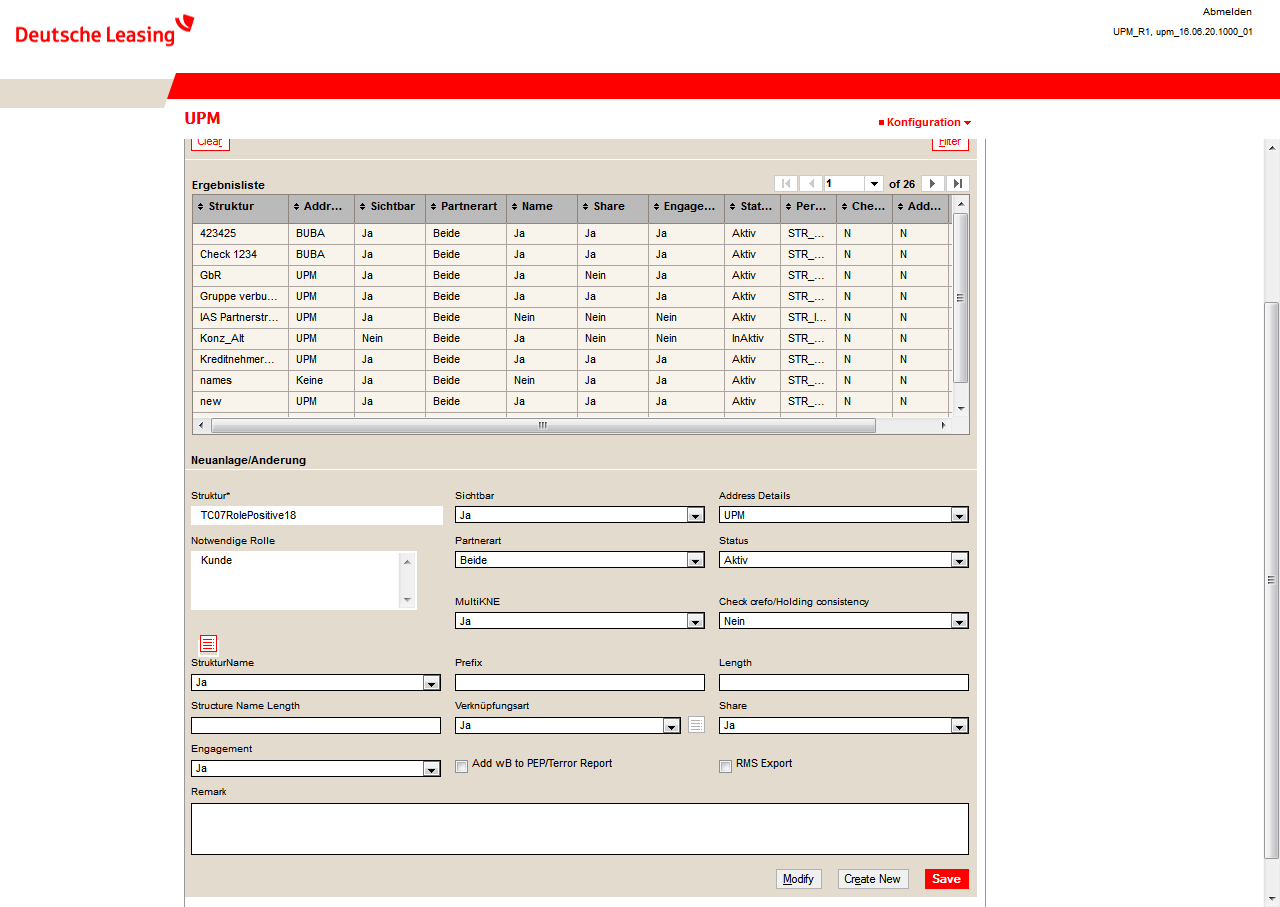 Abmelden
Deutsche Leasing
UPM_R1, upm_16.06.20.1000_01
UPM
Konfiguration
Clear
Filter
Ergebnisliste
1 of 26
Struktur Addr... Sichtbar Partnerart Name Share Engage... Stat... Per... Che... Add...
423425 BUBA Ja Beide Ja Ja Ja Aktiv STR_... N N
Check 1234 BUBA Ja Beide Ja Ja Ja Aktiv STR_... N N
GbR UPM Ja Beide Ja Nein Ja Aktiv STR_... N N
Gruppe verbu... UPM Ja Beide Ja Ja Ja Aktiv STR_... N N
IAS Partnerstr... UPM Ja Beide Nein Nein Nein Aktiv STR_I... N N
Konz_Alt UPM Nein Beide Ja Nein Nein InAktiv STR_... N N
Kreditnehmer... UPM Ja Beide Ja Ja Ja Aktiv STR_... N N
names Keine Ja Beide Nein Ja Ja Aktiv STR_... N N
new UPM Ja Beide Ja Ja Ja Aktiv STR_... N N
Neuanlage/Anderung
Struktur* Sichtbar Address Details
TC07RolePositive18 Ja UPM
Notwendige Rolle Partnerart Status
Kunde Beide Aktiv
MultiKNE Check crefo/Holding consistency
Ja Nein
StrukturName Prefix Length
Ja
Structure Name Length Verknüpfungsart Share
Ja Ja
Engagement
Ja Add wB to PEP/Terror Report RMS Export
Remark
Modify Create New Save